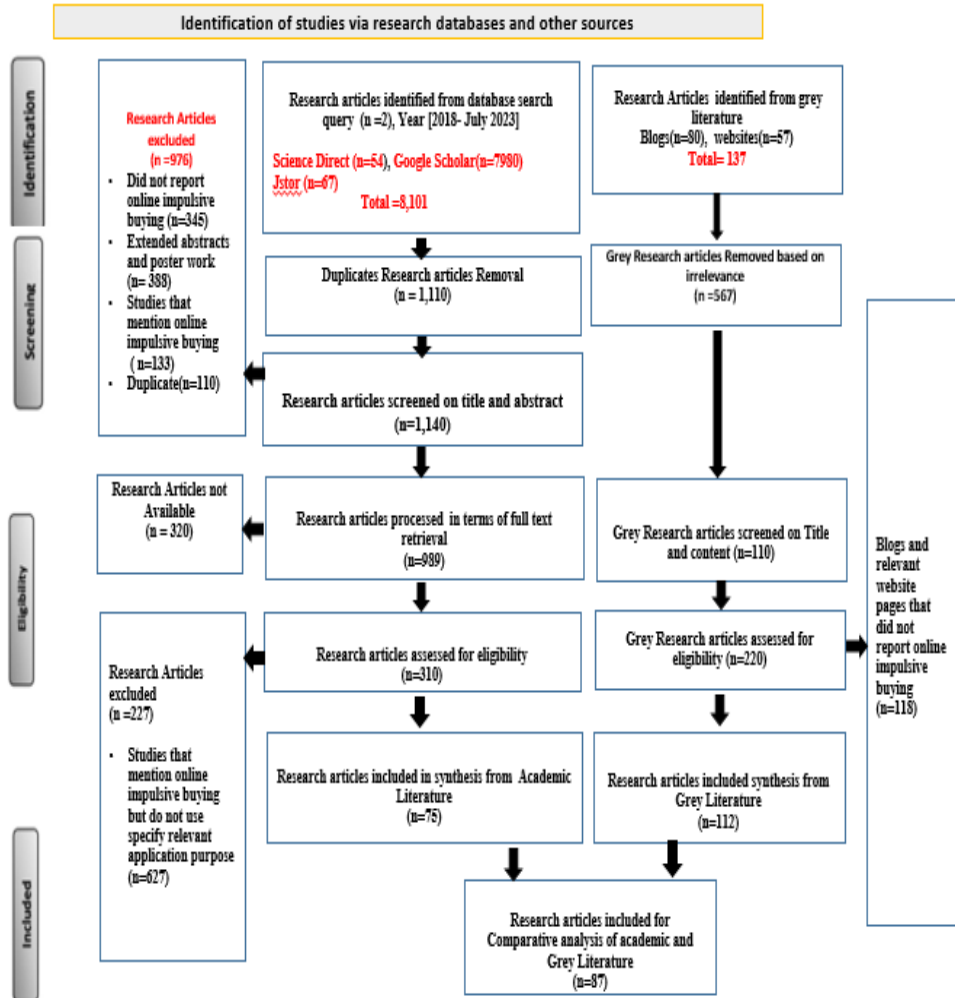 Identification of studies via research databases and other sources
Identification
Research Articles
excluded
(n =976)
• Did not report
online impulsive
buying (n=345)
• Extended abstracts
and poster work
(n= 388)
• Studies that
mention online
impulsive buying
( n=133)
• Duplicate(n=110)
Research articles identified from database search
query (n =2), Year [2018- July 2023]
Science Direct (n=54), Google Scholar(n=7980)
Jstor (n=67)
Total =8,101
Research Articles identified from grey
literature
Blogs(n=80), websites(n=57)
Total= 137
Screening
Duplicates Research articles Removal
(n = 1,110)
Grey Research articles Removed based on
irrelevance
(n =567)
Research articles screened on title and abstract
(n=1,140)
Eligibility
Research Articles not
Available
(n = 320)
Research articles processed in terms of full text
retrieval
(n=989)
Grey Research articles screened on Title
and content (n=110)
Blogs and
relevant
website
pages that
did not
report online
impulsive
buying
(n=118)
Research articles assessed for eligibility
(n=310)
Grey Research articles assessed for
eligibility (n=220)
Research Articles
excluded
(n =227)
• Studies that
mention online
impulsive buying
but do not use
specify relevant
application purpose
(n=627)
Research articles included in synthesis from Academic
Literature
(n=75)
Research articles included synthesis from
Grey Literature
(n=112)
Included
Research articles included for
Comparative analysis of academic and
Grey Literature
(n=87)